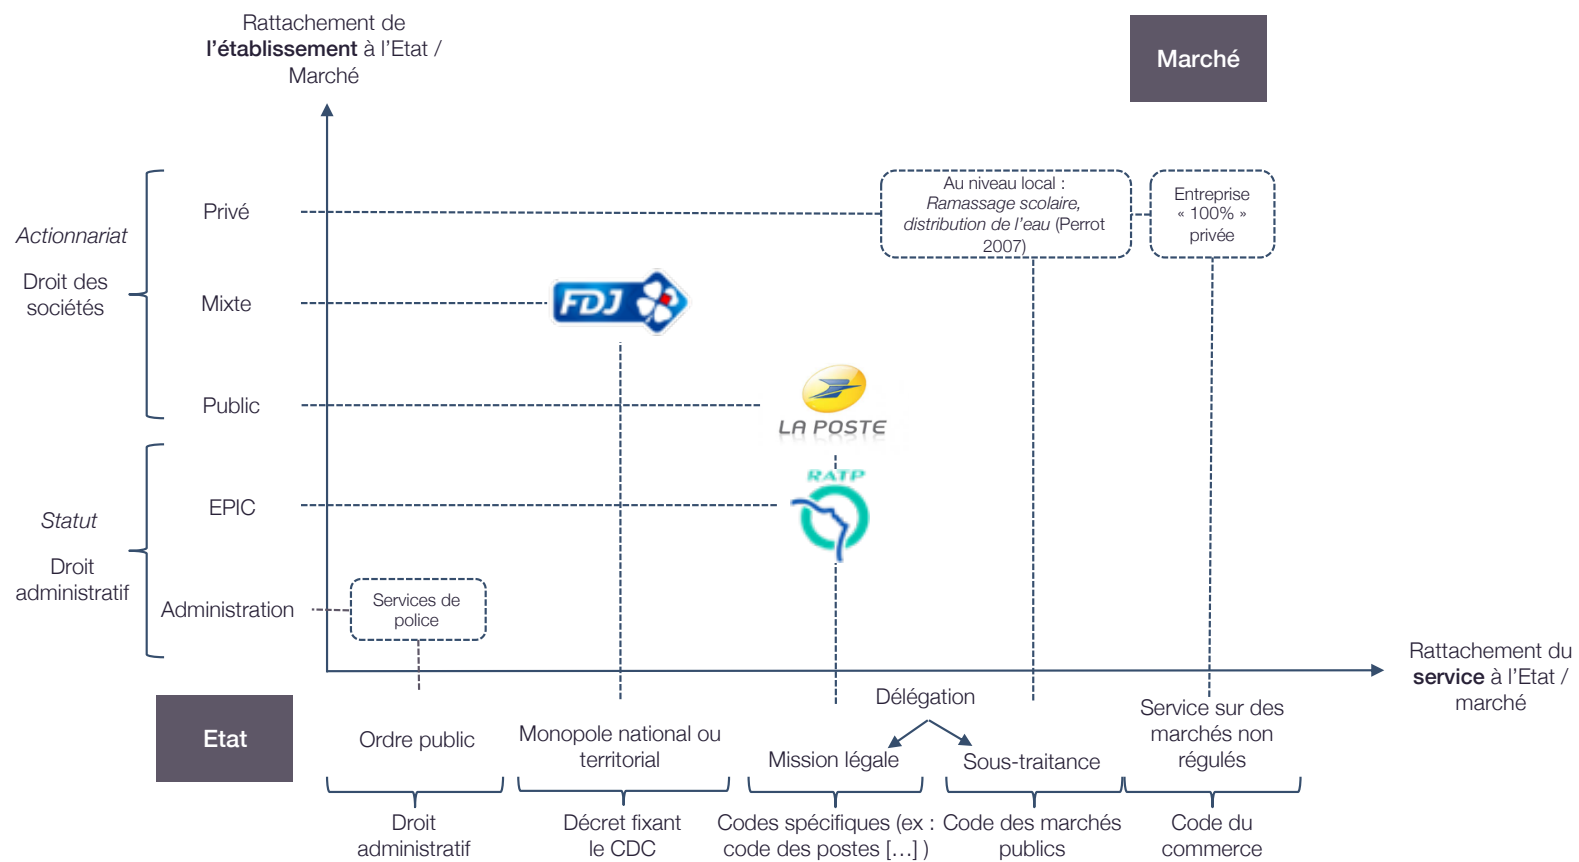 Rattachement de
l'établissement à l'Etat /
Marché
Marché
Actionnariat
Droit des
sociétés
Privé
Mixte
Public
Au niveau local :
Ramassage scolaire,
distribution de l'eau (Perrot
2007)
Entreprise
« 100% »
privée
FDJ
LA POSTE
RATP
Statut
Droit
administratif
EPIC
Administration
Services de
police
Rattachement du
service à l'Etat /
marché
Etat
Ordre public
Monopole national ou
territorial
Délégation
Mission légale
Sous-traitance
Service sur des
marchés non
régulés
Droit
administratif
Décret fixant
le CDC
Codes spécifiques (ex :
code des postes [...] )
Code des marchés
publics
Code du
commerce